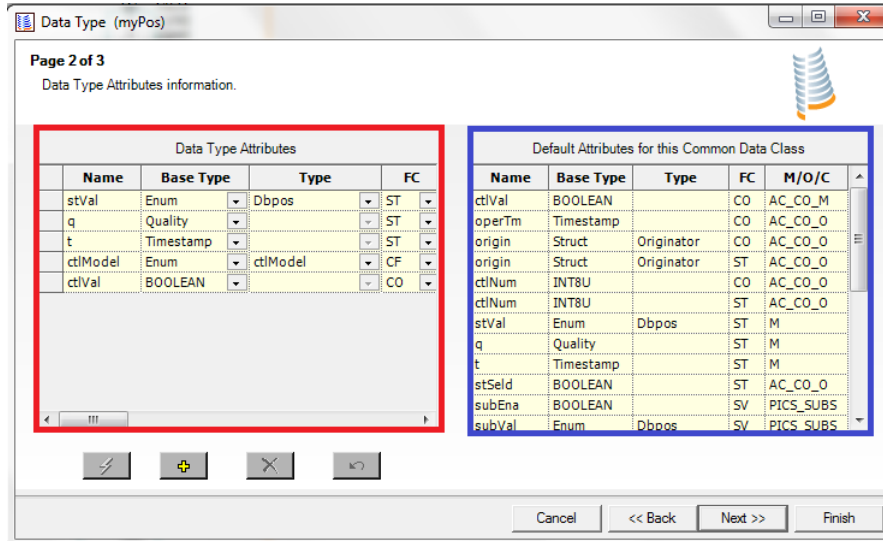 Data Type (myPos)
Page 2 of 3
Data Type Attributes information.
Data Type Attributes
Name Base Type Type FC
stVal Enum Dbpos ST
q Quality ST
t Timestamp ST
ctlModel Enum ctlModel CF
ctlVal BOOLEAN CO
Default Attributes for this Common Data Class
Name Base Type Type FC M/O/C
ctlVal BOOLEAN CO AC_CO_M
operTm Timestamp CO AC_CO_O
origin Struct Originator CO AC_CO_O
origin Struct Originator ST AC_CO_O
ctlNum INT8U CO AC_CO_O
ctlNum INT8U ST AC_CO_O
stVal Enum Dbpos ST M
q Quality ST M
t Timestamp ST M
stSeld BOOLEAN ST AC_CO_O
subEna BOOLEAN SV PICS_SUBS
subVal Enum Dbpos SV PICS_SUBS
Cancel << Back Next >> Finish